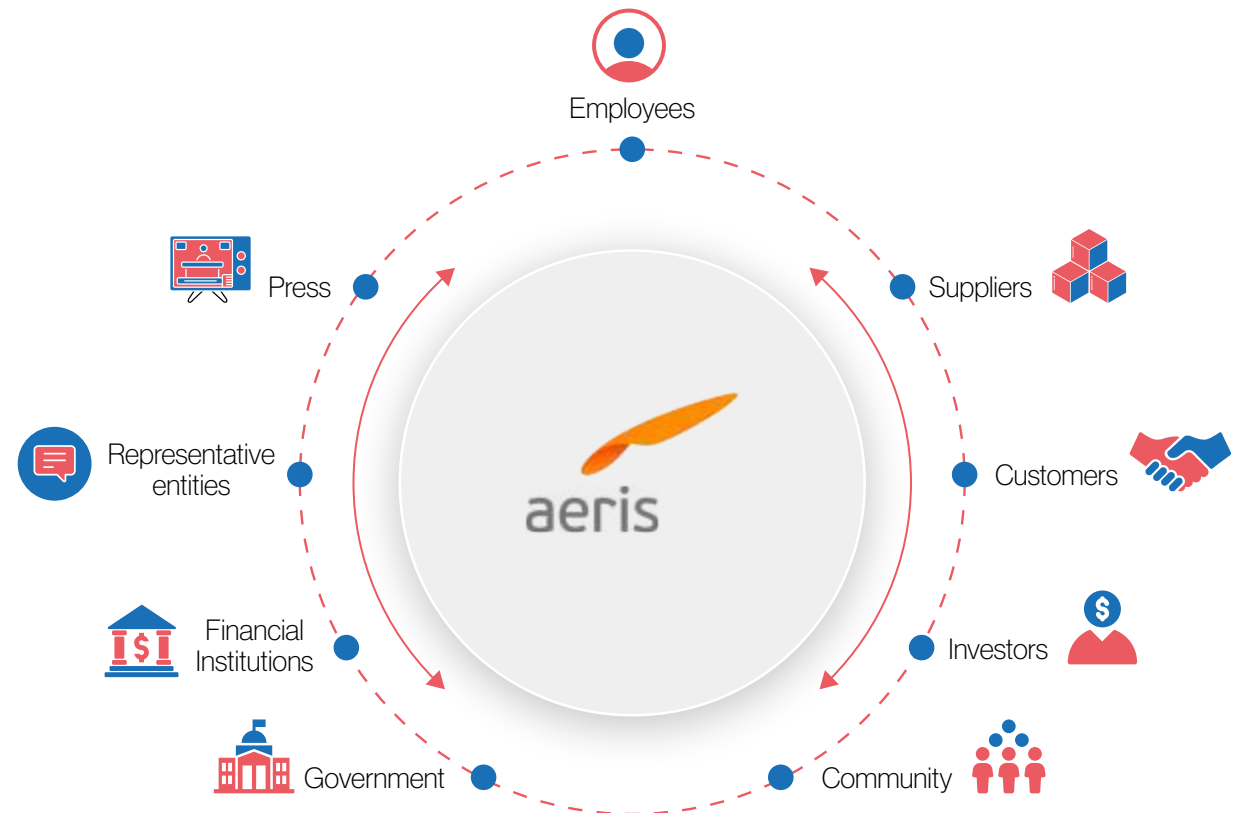 Employees
Press
Suppliers
Representative
entities
Customers
aeris
Financial
Institutions
Investors
Government
Community